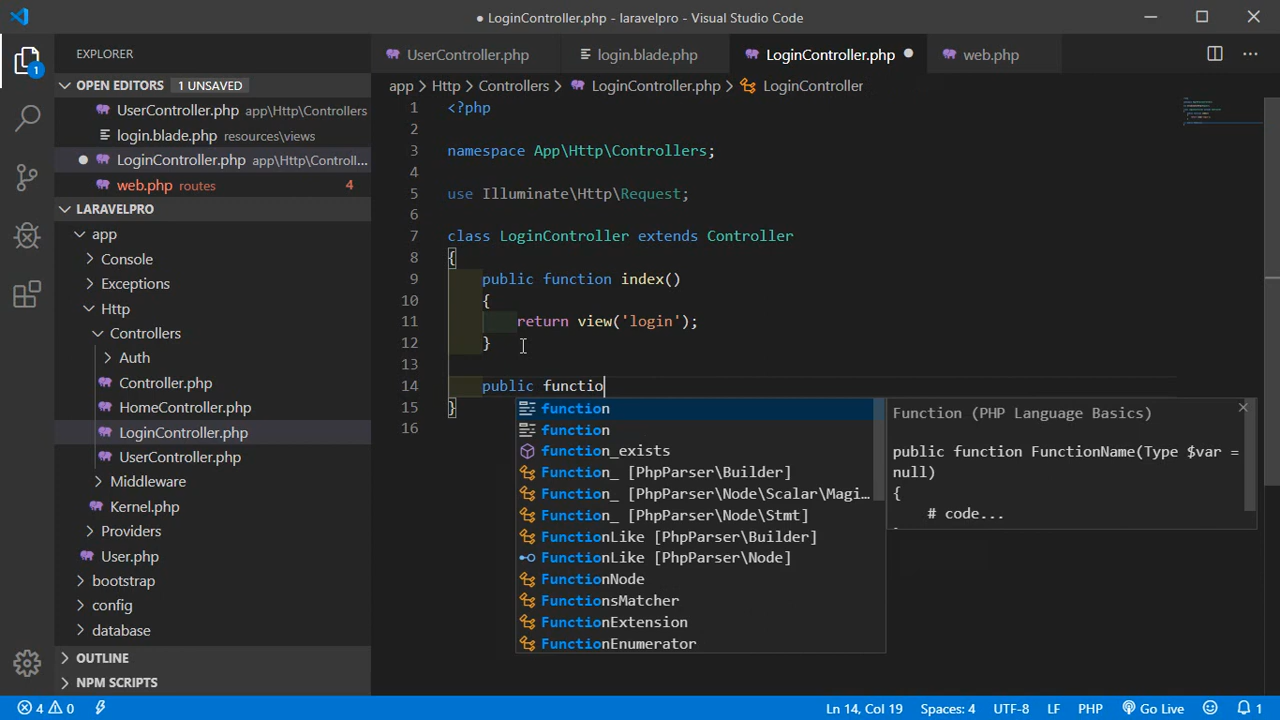 ● LoginController.php - laravelpro - Visual Studio Code
EXPLORER
UserController.php
login.blade.php
LoginController.php
web.php
OPEN EDITORS 1 UNSAVED
UserController.php app\Http\Controllers
login.blade.php resources\views
LoginController.php app\Http\Controll...
web.php routes 4
LARAVELPRO
app
Console
Exceptions
Http
Controllers
Auth
Controller.php
HomeController.php
LoginController.php
UserController.php
Middleware
Kernel.php
Providers
User.php
bootstrap
config
database
OUTLINE
NPM SCRIPTS
1
app > Http > Controllers > LoginController.php > LoginController
1 <?php
2
3 namespace App\Http\Controllers;
4
5 use Illuminate\Http\Request;
6
7 class LoginController extends Controller
8 {
9 public function index()
10 {
11 return view('login');
12 }
13
14 public functio
15 }
16
function
function
function_exists
Function_ [PhpParser\Builder]
Function_ [PhpParser\Node\Scalar\Magi...
Function_ [PhpParser\Node\Stmt]
FunctionLike [PhpParser\Builder]
FunctionLike [PhpParser\Node]
FunctionNode
FunctionsMatcher
FunctionExtension
FunctionEnumerator
Function (PHP Language Basics)
public function FunctionName(Type $var =
null)
{
# code...
4 0
Ln 14, Col 19 Spaces: 4 UTF-8 LF PHP Go Live 1